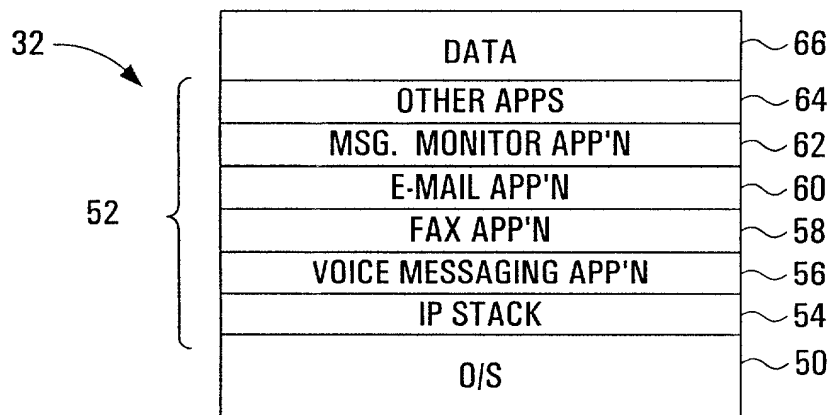 32
DATA 66
OTHER APPS 64
MSG. MONITOR APP'N 62
E-MAIL APP'N 60
52
FAX APP'N 58
VOICE MESSAGING APP'N 56
IP STACK 54
O/S 50